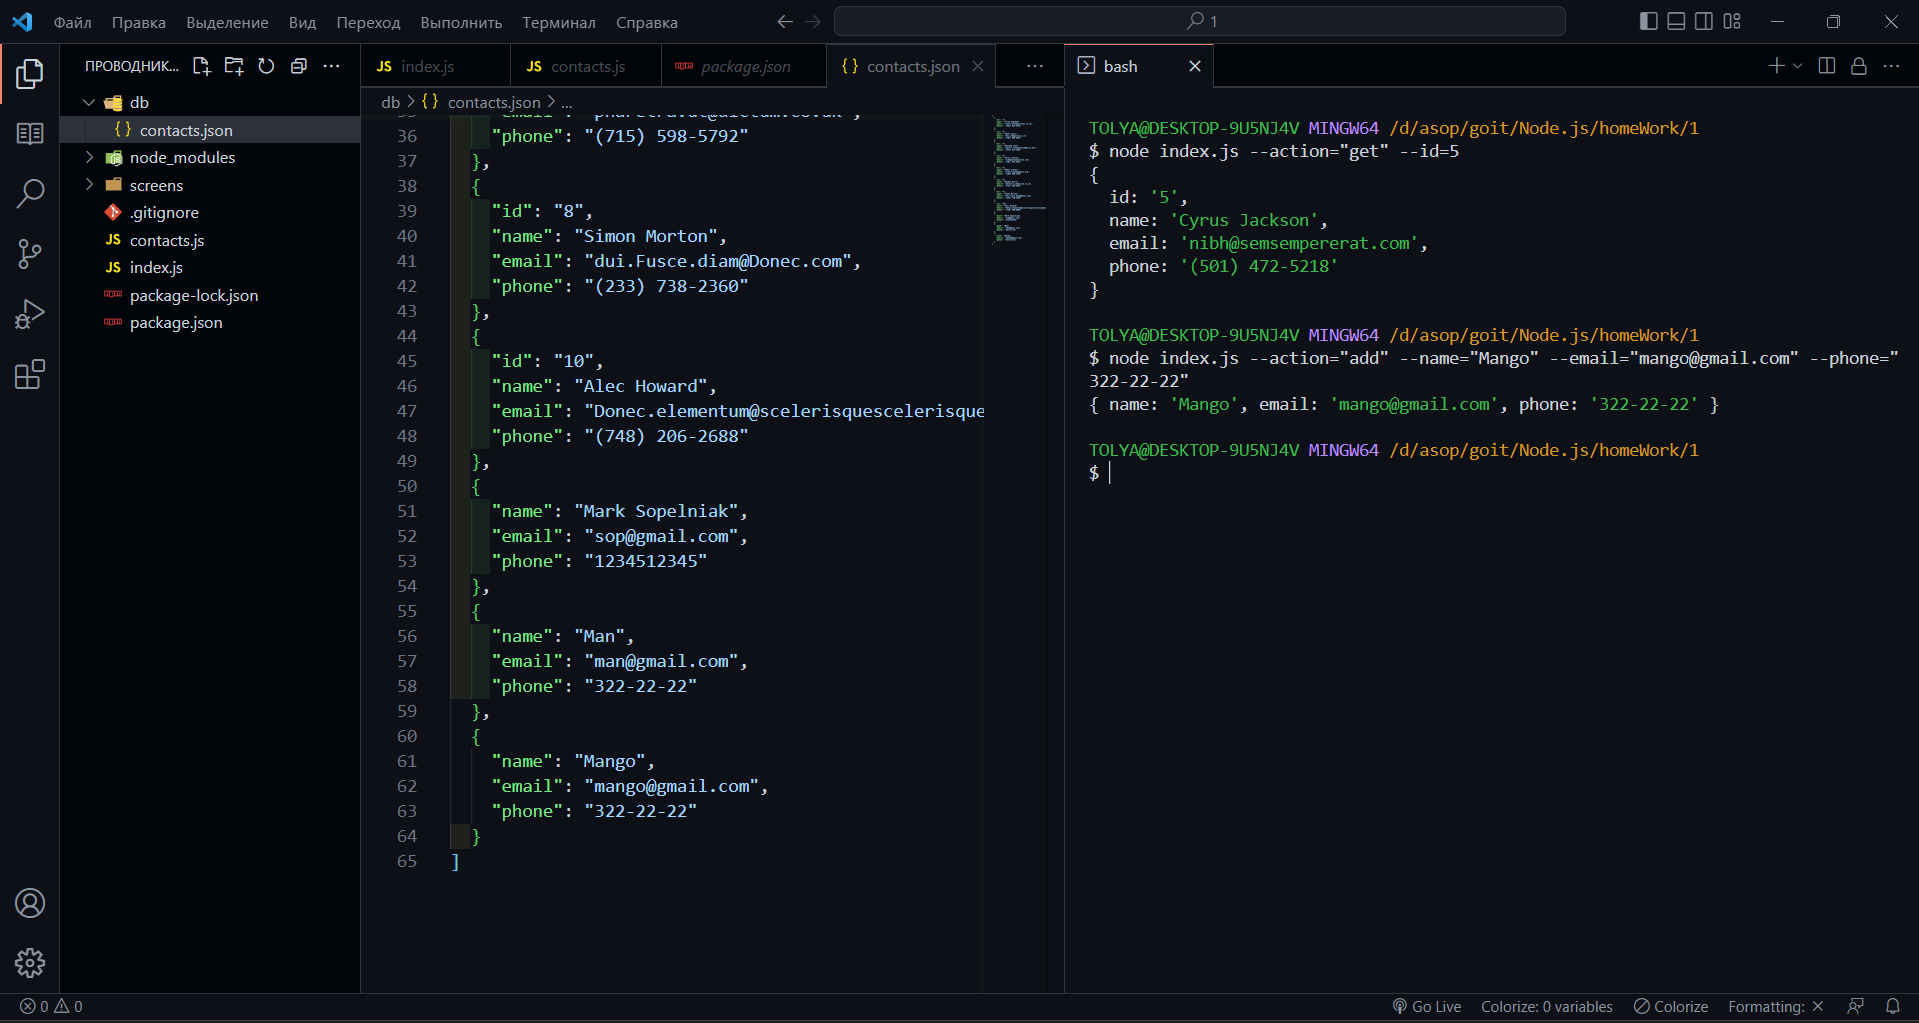 Файл Правка Выделение Вид Переход Выполнить Терминал Справка
1
ПРОВОДНИК...
db
contacts.json
node_modules
screens
.gitignore
JS contacts.js
JS index.js
package-lock.json
package.json
JS index.js
JS contacts.js
package.json
{} contacts.json
db > {} contacts.json > ...
36 "phone": "(715) 598-5792"
37 },
38 {
39 "id": "8",
40 "name": "Simon Morton",
41 "email": "dui.Fusce.diam@Donec.com",
42 "phone": "(233) 738-2360"
43 },
44 {
45 "id": "10",
46 "name": "Alec Howard",
47 "email": "Donec.elementum@scelerisquescelerisque
48 "phone": "(748) 206-2688"
49 },
50 {
51 "name": "Mark Sopelniak",
52 "email": "sop@gmail.com",
53 "phone": "1234512345"
54 },
55 {
56 "name": "Man",
57 "email": "man@gmail.com",
58 "phone": "322-22-22"
59 },
60 {
61 "name": "Mango",
62 "email": "mango@gmail.com",
63 "phone": "322-22-22"
64 }
65 ]
bash
TOLYA@DESKTOP-9U5NJ4V MINGW64 /d/asop/goit/Node.js/homeWork/1
$ node index.js --action="get" --id=5
{
id: '5',
name: 'Cyrus Jackson',
email: 'nibh@semsempererat.com',
phone: '(501) 472-5218'
}
TOLYA@DESKTOP-9U5NJ4V MINGW64 /d/asop/goit/Node.js/homeWork/1
$ node index.js --action="add" --name="Mango" --email="mango@gmail.com" --phone="
322-22-22"
{ name: 'Mango', email: 'mango@gmail.com', phone: '322-22-22' }
TOLYA@DESKTOP-9U5NJ4V MINGW64 /d/asop/goit/Node.js/homeWork/1
$
0 0
Go Live Colorize: 0 variables Colorize Formatting: ×